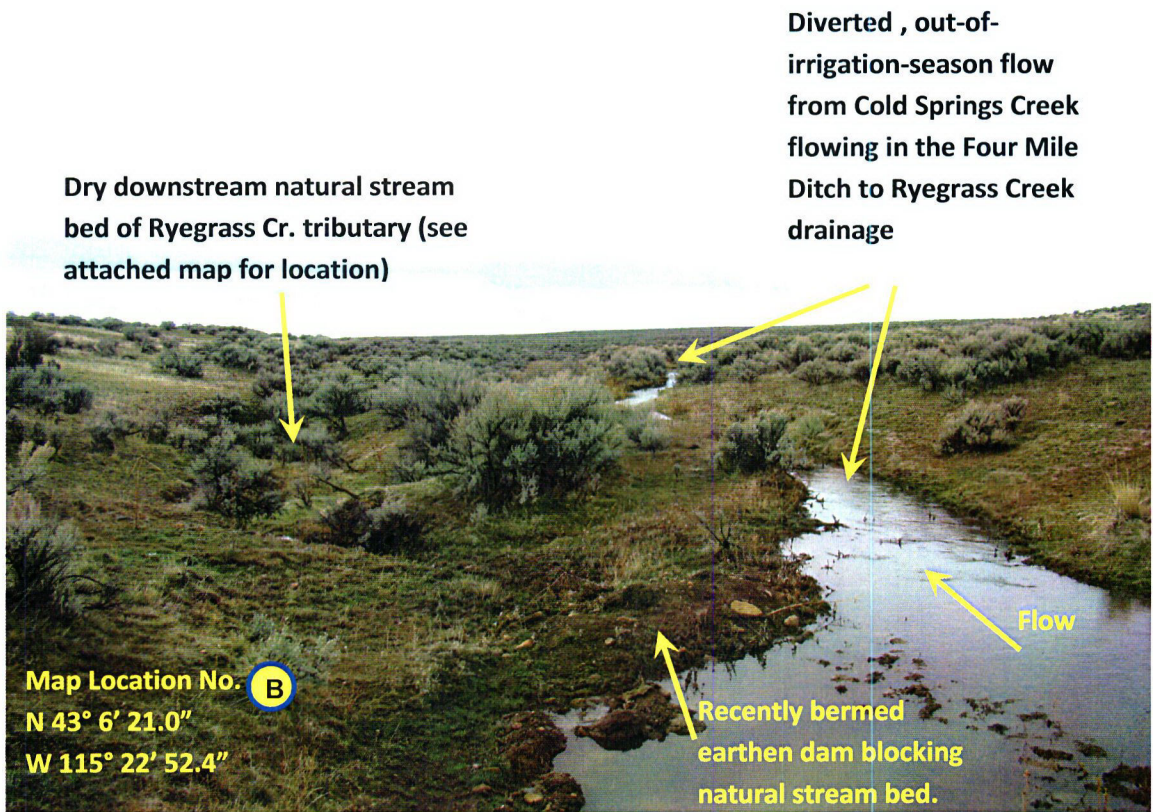 Diverted , out-of-
irrigation-season flow
from Cold Springs Creek
flowing in the Four Mile
Ditch to Ryegrass Creek
drainage
Dry downstream natural stream
bed of Ryegrass Cr. tributary (see
attached map for location)
Flow
Map Location No. B
N 43° 6’ 21.0”
W 115° 22’ 52.4”
Recently bermed
earthen dam blocking
natural stream bed.